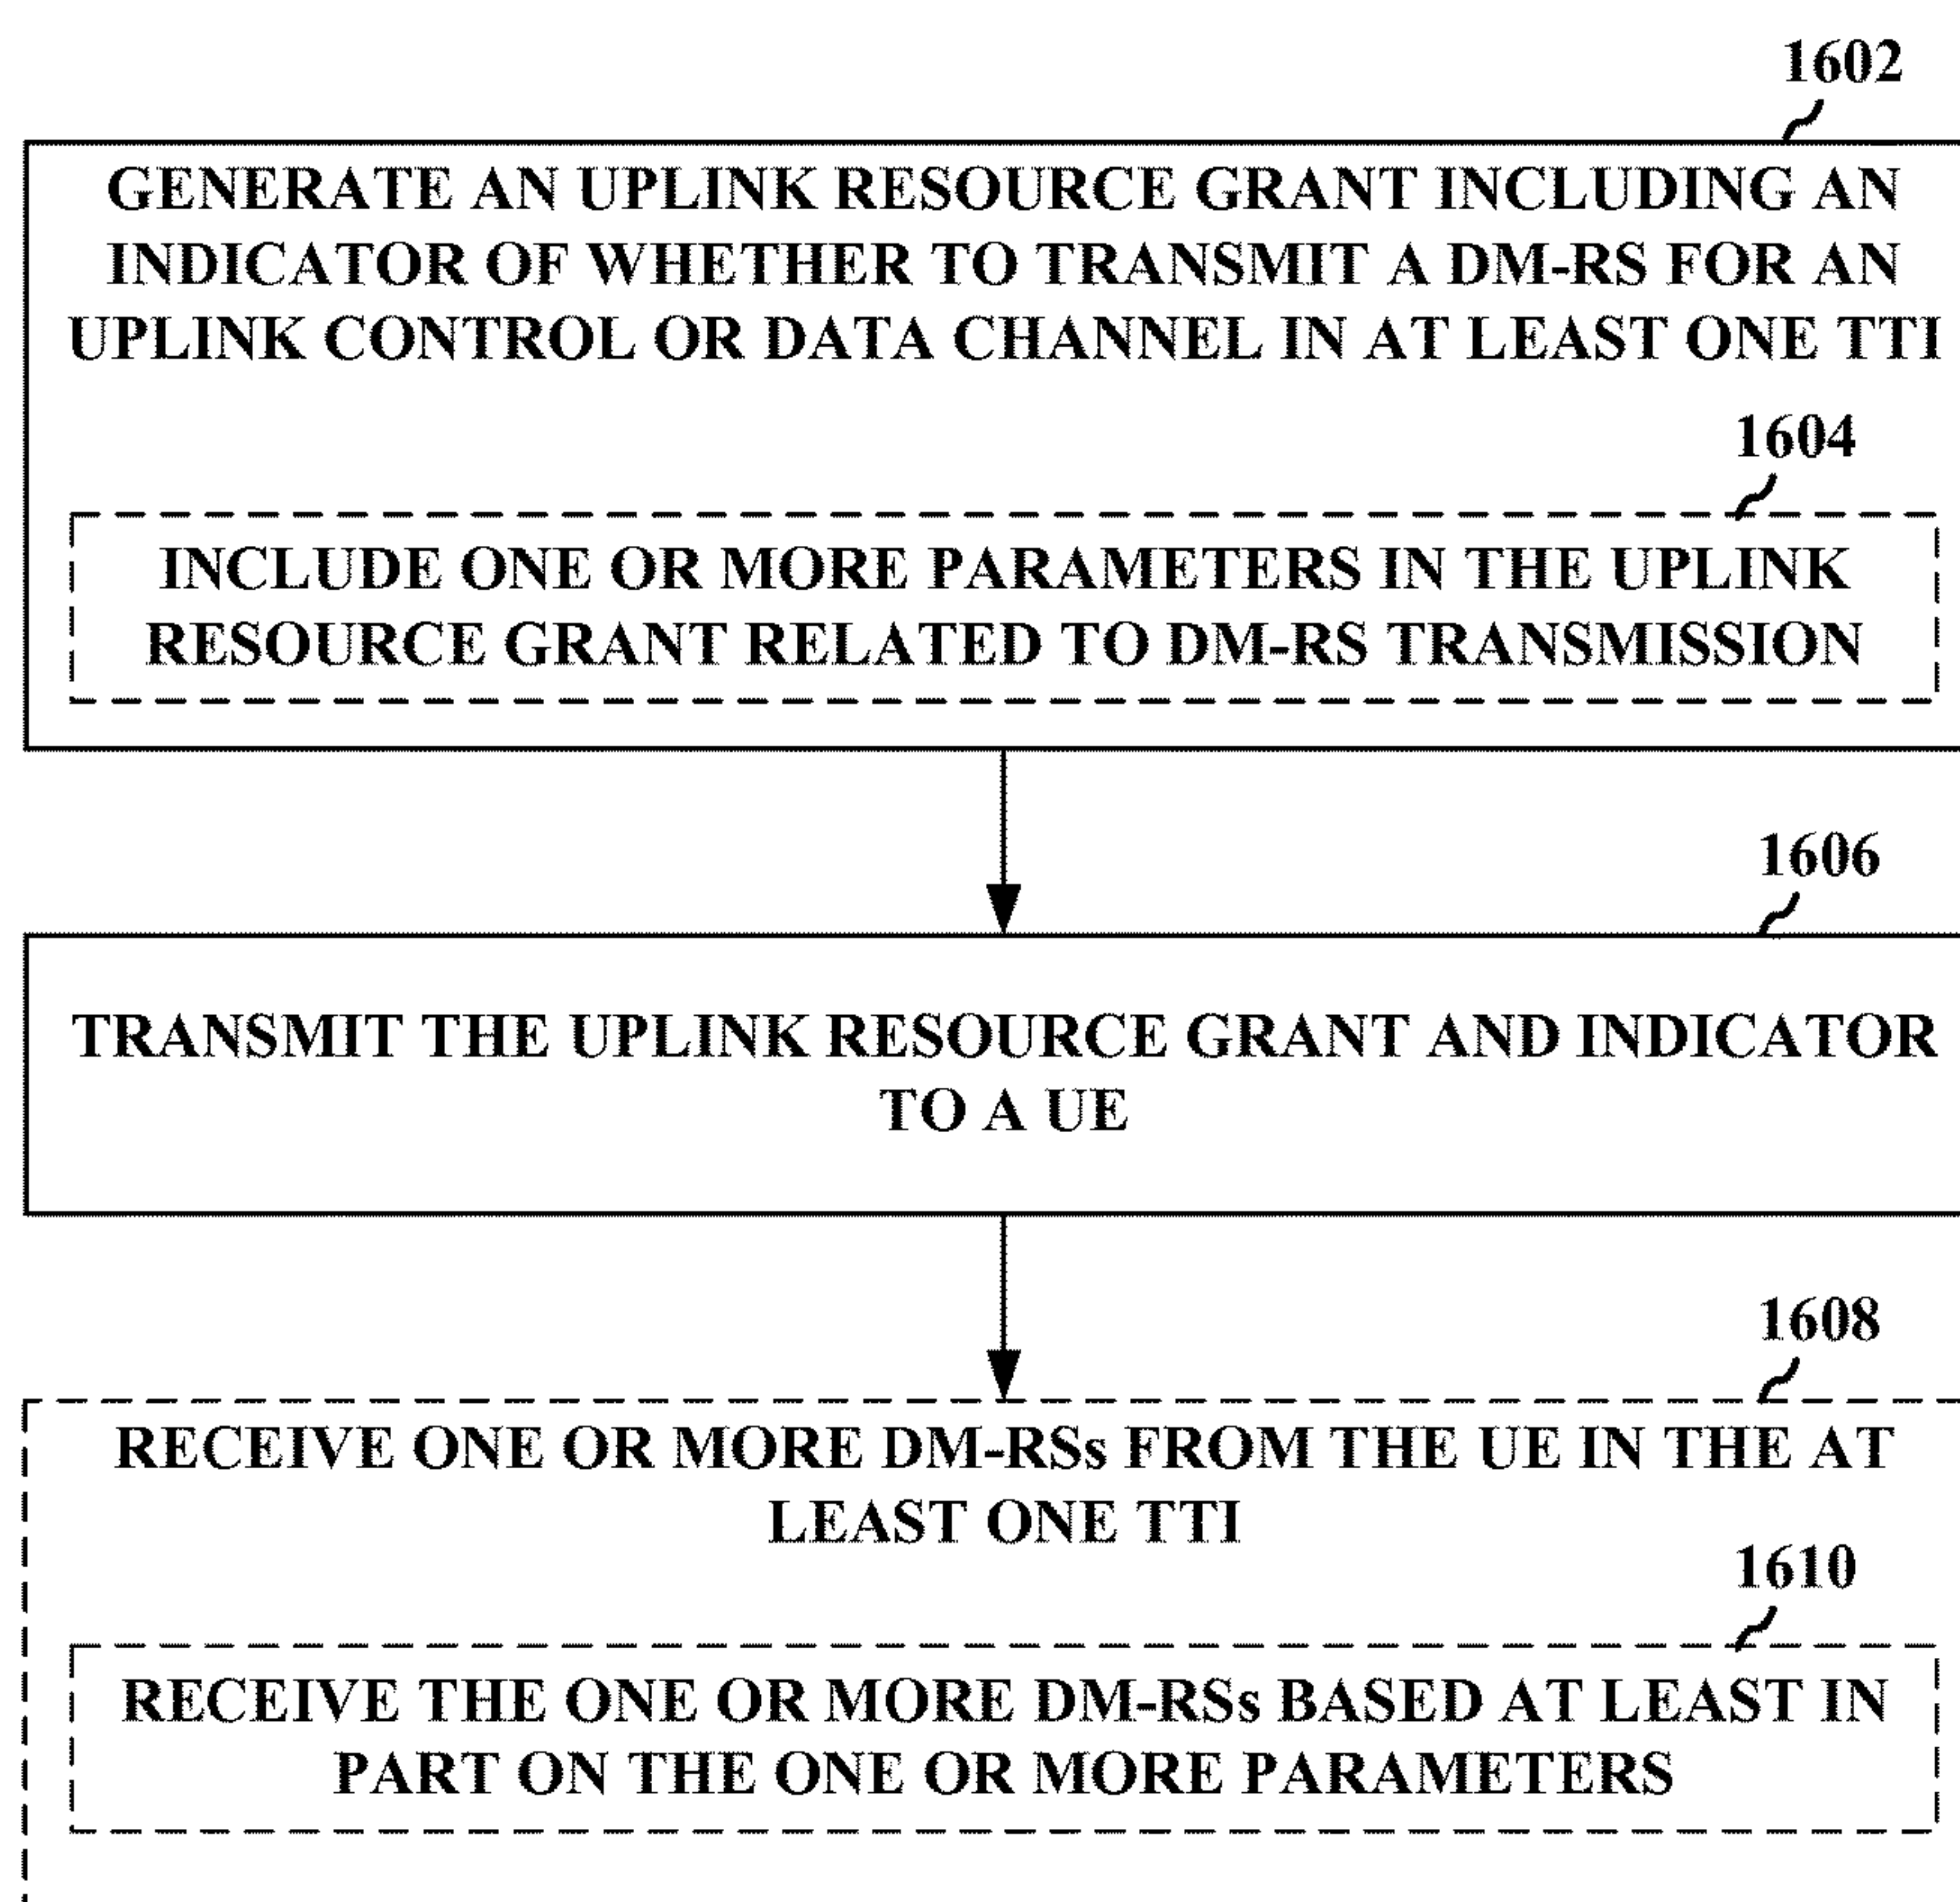 1602
GENERATE AN UPLINK RESOURCE GRANT INCLUDING AN
INDICATOR OF WHETHER TO TRANSMIT A DM-RS FOR AN
UPLINK CONTROL OR DATA CHANNEL IN AT LEAST ONE TTI
1604
INCLUDE ONE OR MORE PARAMETERS IN THE UPLINK
RESOURCE GRANT RELATED TO DM-RS TRANSMISSION
1606
TRANSMIT THE UPLINK RESOURCE GRANT AND INDICATOR
TO A UE
1608
RECEIVE ONE OR MORE DM-RSs FROM THE UE IN THE AT
LEAST ONE TTI
1610
RECEIVE THE ONE OR MORE DM-RSs BASED AT LEAST IN
PART ON THE ONE OR MORE PARAMETERS